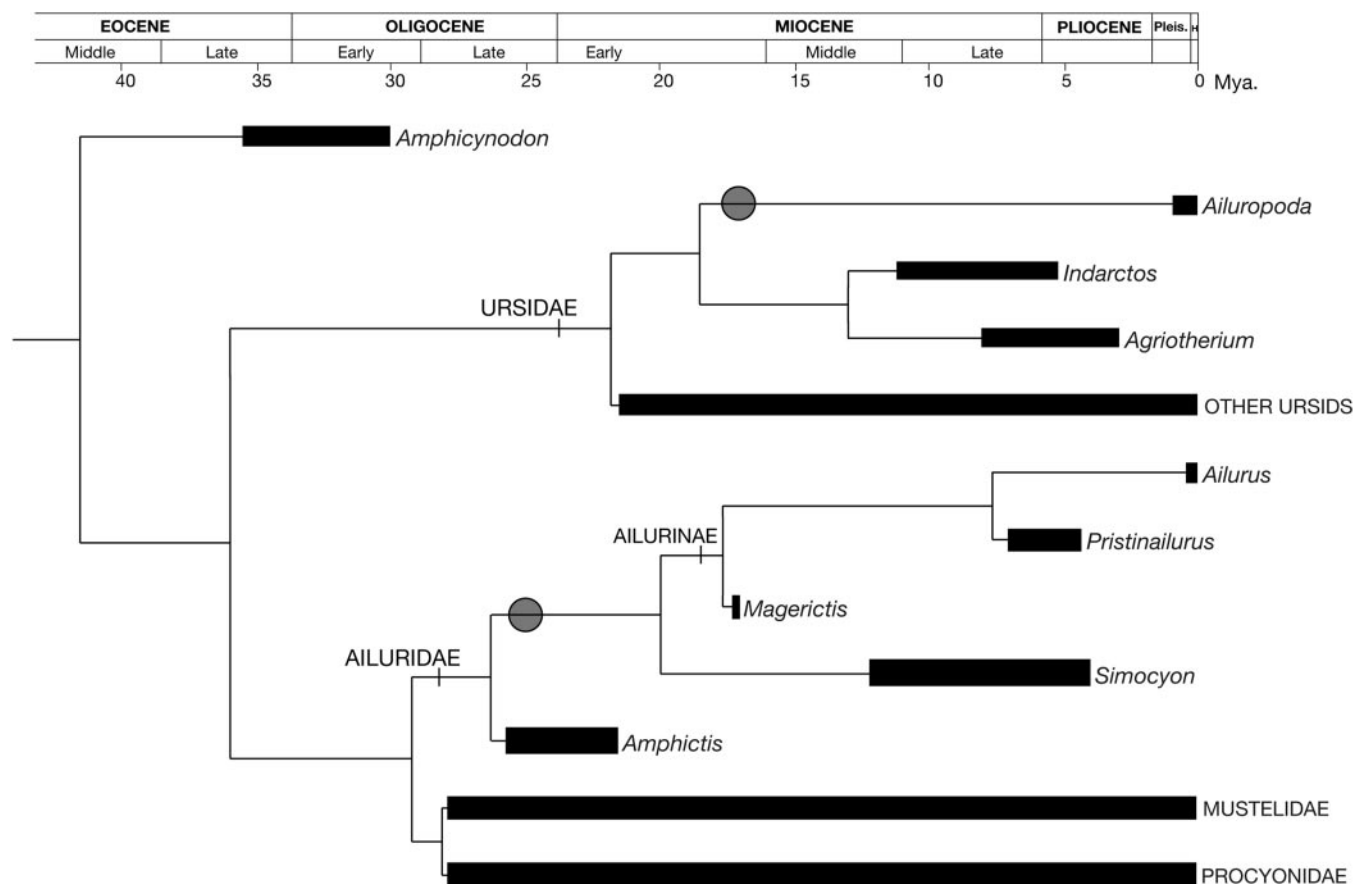 EOCENE OLIGOCENE MIOCENE PLIOCENE Pleis. H
Middle Late Early Late Early Middle Late
40 35 30 25 20 15 10 5 0 Mya.
Amphicynodon
Ailuropoda
Indarctos
URSIDAE
Agriotherium
OTHER URSIDS
Ailurus
AILURINAE
Pristinailurus
Magerictis
AILURIDAE
Simocyon
Amphictis
MUSTELIDAE
PROCYONIDAE